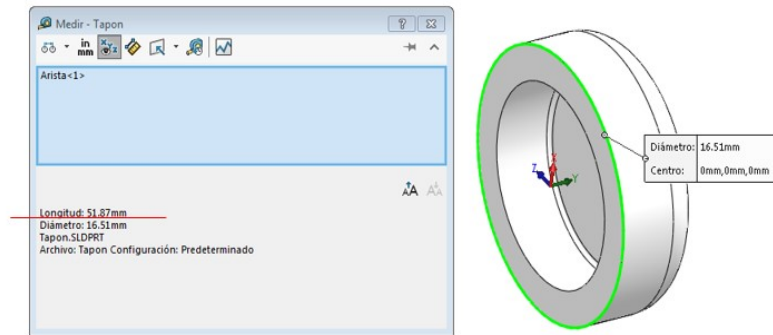 Medir - Tapon
in
mm
Arista<1>
Longitud: 51.87mm
Diámetro: 16.51mm
Tapon.SLDPRT
Archivo: Tapon Configuración: Predeterminado
Diámetro: 16.51mm
Centro: 0mm,0mm,0mm
Z
X
Y